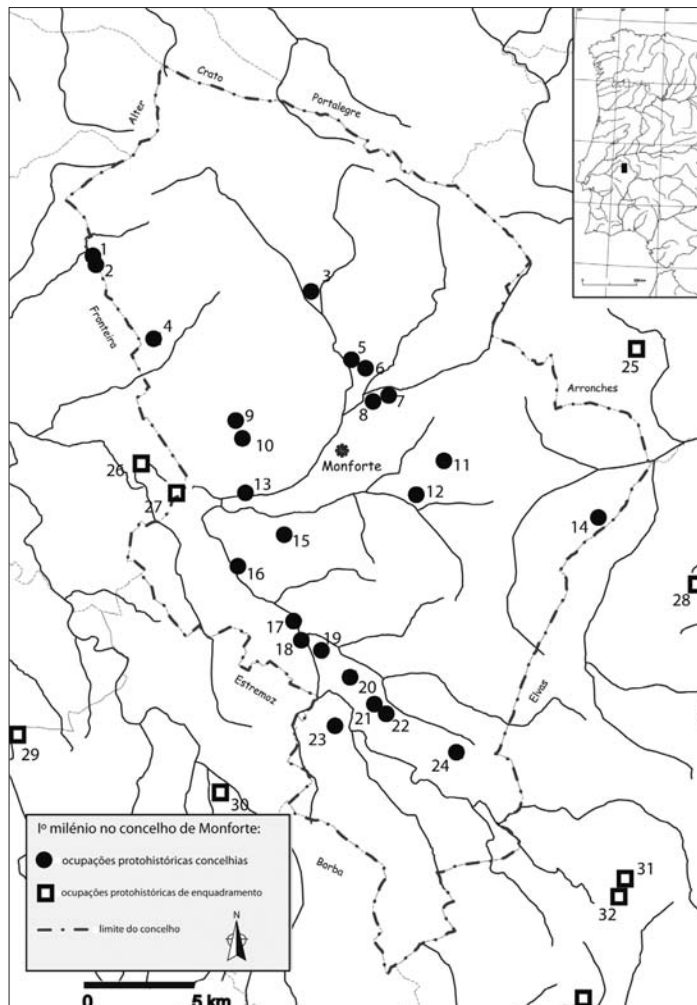 Crato
Alter
Portalegre
1
2
3
Fronteira
4
5
25
6
Arronches
7
8
9
10
Monforte
11
26
12
13
27
14
15
16
28
17
18
19
Estremoz
20
Elvas
21
22
23
29
24
30
Iº milénio no concelho de Monforte:
ocupações protohistóricas concelhias
ocupações protohistóricas de enquadramento
limite do concelho
N
Borba
31
32
0
5 km